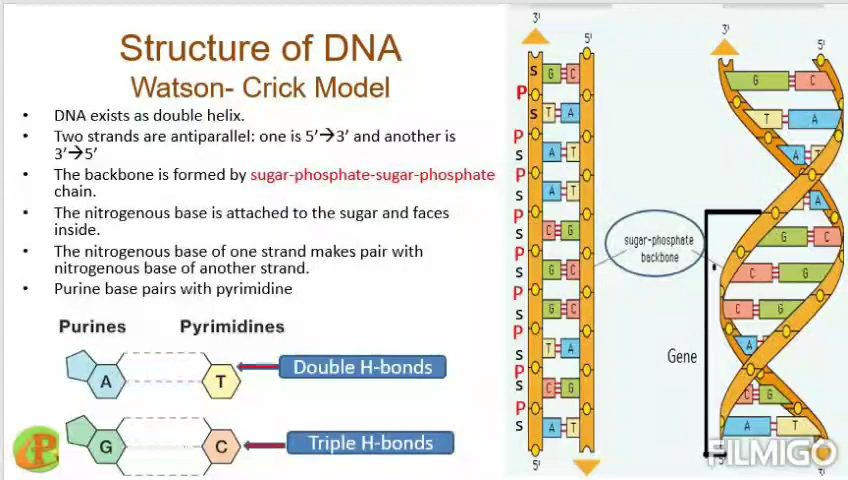 Structure of DNA
Watson- Crick Model
• DNA exists as double helix.
• Two strands are antiparallel: one is 5′→3′ and another is
3′→5′
• The backbone is formed by sugar-phosphate-sugar-phosphate
chain.
• The nitrogenous base is attached to the sugar and faces
inside.
• The nitrogenous base of one strand makes pair with
nitrogenous base of another strand.
• Purine base pairs with pyrimidine
Purines Pyrimidines
A T Double H-bonds
G C Triple H-bonds
3′ 5′
S G C
P
S T A
P
S A T
P
S A T
P
S C G
P
S G C
P
S G C
P
S T A
P
S C G
P
S A T
5′
sugar-phosphate
backbone
3′ 5′
G C
T A
A T
A
G C
C G
C G
A
C G
A T
Gene
5′ 3′
FILMIGO